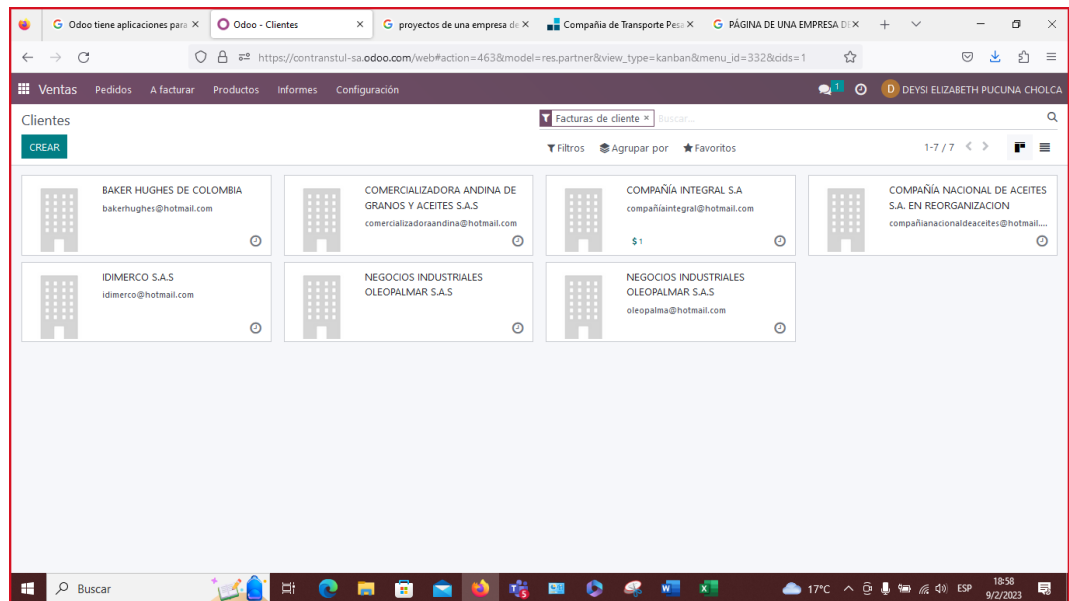 Odoo tiene aplicaciones para
Odoo - Clientes
proyectos de una empresa de
Compañia de Transporte Pesa
PÁGINA DE UNA EMPRESA DE
https://contranstul-sa.odoo.com/web#action=463&model=res.partner&view_type=kanban&menu_id=332&cids=1
Ventas Pedidos A facturar Productos Informes Configuración
1 D DEYSI ELIZABETH PUCUNA CHOLCA
Clientes
Facturas de cliente × Buscar...
CREAR
Filtros Agrupar por Favoritos
1-7 / 7
BAKER HUGHES DE COLOMBIA
bakerhughes@hotmail.com
COMERCIALIZADORA ANDINA DE
GRANOS Y ACEITES S.A.S
comercializadoraandina@hotmail.com
COMPAÑÍA INTEGRAL S.A
compañíaintegral@hotmail.com
$ 1
COMPAÑÍA NACIONAL DE ACEITES
S.A. EN REORGANIZACION
compañianacionaldeaceites@hotmail....
IDIMERCO S.A.S
idimerco@hotmail.com
NEGOCIOS INDUSTRIALES
OLEOPALMAR S.A.S
NEGOCIOS INDUSTRIALES
OLEOPALMAR S.A.S
oleopalma@hotmail.com
Buscar
17°C
ESP
18:58
9/2/2023